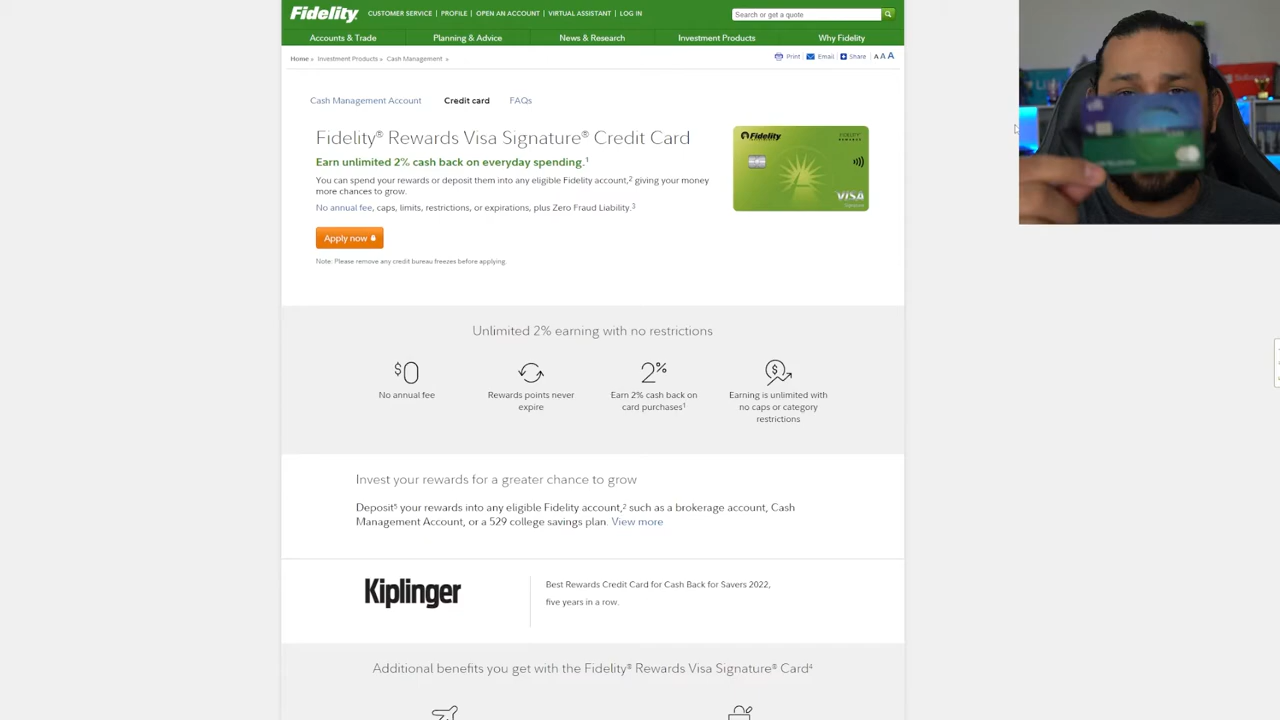 Fidelity
CUSTOMER SERVICE | PROFILE | OPEN AN ACCOUNT | VIRTUAL ASSISTANT | LOG IN
Search or get a quote
Accounts & Trade
Planning & Advice
News & Research
Investment Products
Why Fidelity
Home » Investment Products » Cash Management »
Print | Email | Share | A A A
Cash Management Account
Credit card
FAQs
Fidelity® Rewards Visa Signature® Credit Card
Earn unlimited 2% cash back on everyday spending.1
You can spend your rewards or deposit them into any eligible Fidelity account,2 giving your money
more chances to grow.
No annual fee, caps, limits, restrictions, or expirations, plus Zero Fraud Liability.3
Apply now
Note: Please remove any credit bureau freezes before applying.
Fidelity
FIDELITY®
REWARDS
VISA
Signature
Unlimited 2% earning with no restrictions
$0
No annual fee
Rewards points never
expire
2%
Earn 2% cash back on
card purchases1
$
Earning is unlimited with
no caps or category
restrictions
Invest your rewards for a greater chance to grow
Deposit5 your rewards into any eligible Fidelity account,2 such as a brokerage account, Cash
Management Account, or a 529 college savings plan. View more
Kiplinger
Best Rewards Credit Card for Cash Back for Savers 2022,
five years in a row.
Additional benefits you get with the Fidelity® Rewards Visa Signature® Card4